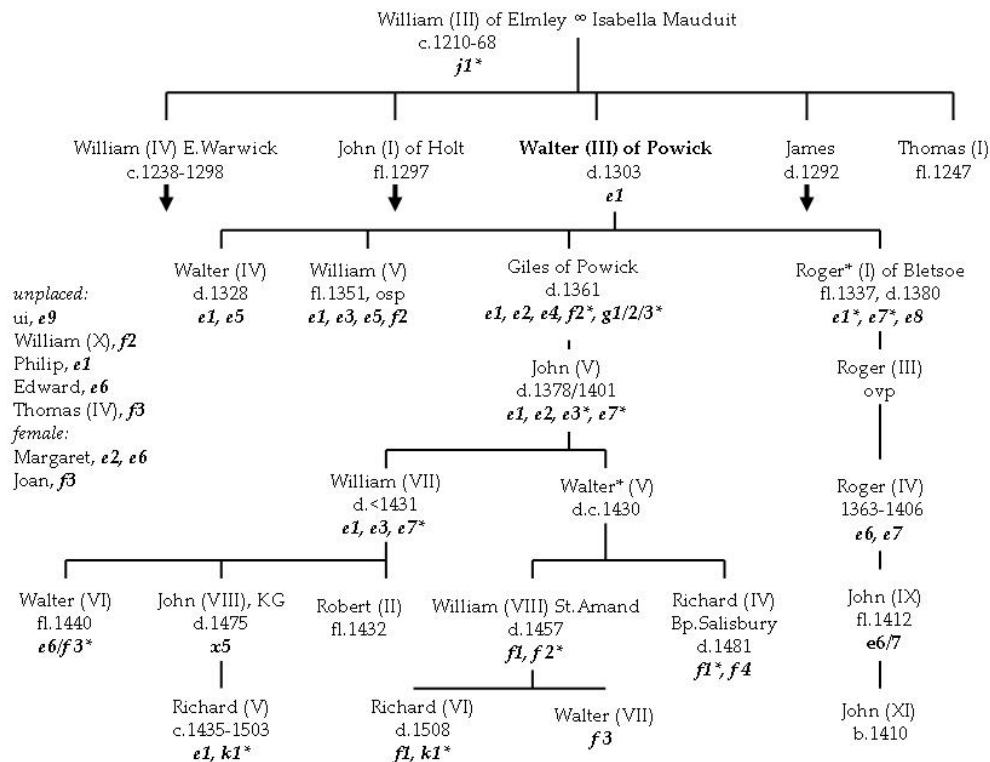 William (III) of Elmley ∞ Isabella Mauduit
c.1210-68
j1*
William (IV) E.Warwick
c.1238-1298
John (I) of Holt
fl.1297
Walter (III) of Powick
d.1303
e1
James
d.1292
Thomas (I)
fl.1247
Walter (IV)
d.1328
e1, e5
William (V)
fl.1351, osp
e1, e3, e5, f2
Giles of Powick
d.1361
e1, e2, e4, f2*, g1/2/3*
Roger* (I) of Bletsoe
fl.1337, d.1380
e1*, e7*, e8
unplaced:
ui, e9
William (X), f2
Philip, e1
Edward, e6
Thomas (IV), f3
female:
Margaret, e2, e6
Joan, f3
John (V)
d.1378/1401
e1, e2, e3*, e7*
Roger (III)
ovp
William (VII)
d.<1431
e1, e3, e7*
Walter* (V)
d.c.1430
Roger (IV)
1363-1406
e6, e7
Walter (VI)
fl.1440
e6/f3*
John (VIII), KG
d.1475
x5
Robert (II)
fl.1432
William (VIII) St.Amand
d.1457
f1, f2*
Richard (IV)
Bp.Salisbury
d.1481
f1*, f4
John (IX)
fl.1412
e6/7
Richard (V)
c.1435-1503
e1, k1*
Richard (VI)
d.1508
f1, k1*
Walter (VII)
f3
John (XI)
b.1410